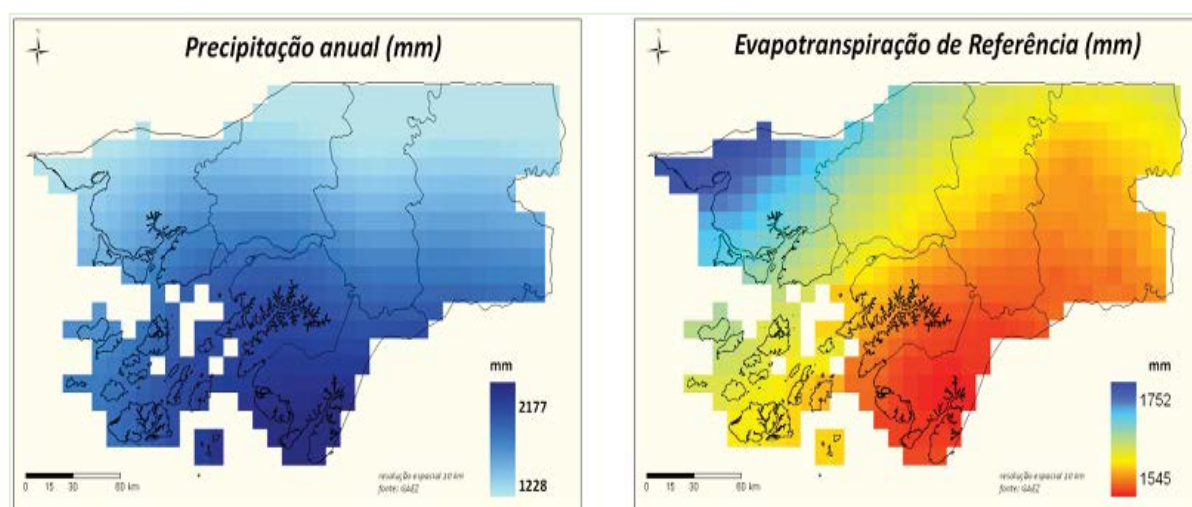 Precipitação anual (mm)
mm
2177
1228
0 15 30 60 km
resolução espacial 10 km
fonte: GAEZ
Evapotranspiração de Referência (mm)
mm
1752
1545
0 15 30 60 km
resolução espacial 10 km
fonte: GAEZ